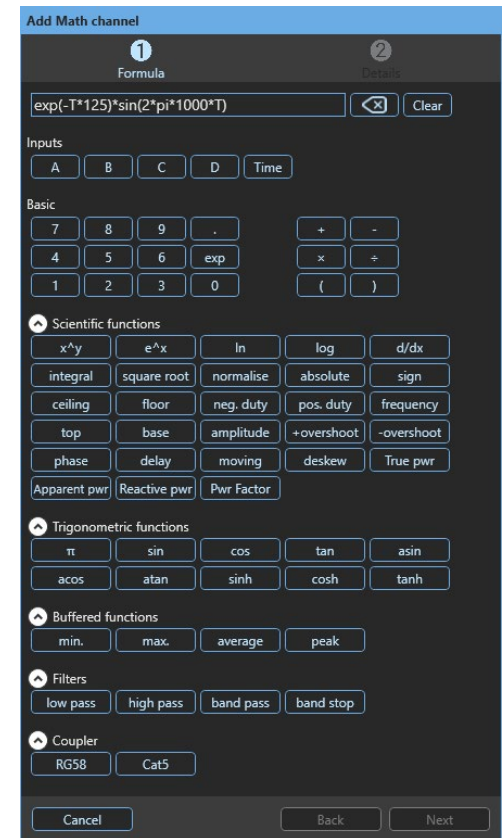 Add Math channel
1 2
Formula Details
exp(-T*125)*sin(2*pi*1000*T) Clear
Inputs
A B C D Time
Basic
7 8 9 . + -
4 5 6 exp × ÷
1 2 3 0 ( )
Scientific functions
x^y e^x ln log d/dx
integral square root normalise absolute sign
ceiling floor neg. duty pos. duty frequency
top base amplitude +overshoot -overshoot
phase delay moving deskew True pwr
Apparent pwr Reactive pwr Pwr Factor
Trigonometric functions
π sin cos tan asin
acos atan sinh cosh tanh
Buffered functions
min. max. average peak
Filters
low pass high pass band pass band stop
Coupler
RG58 Cat5
Cancel Back Next